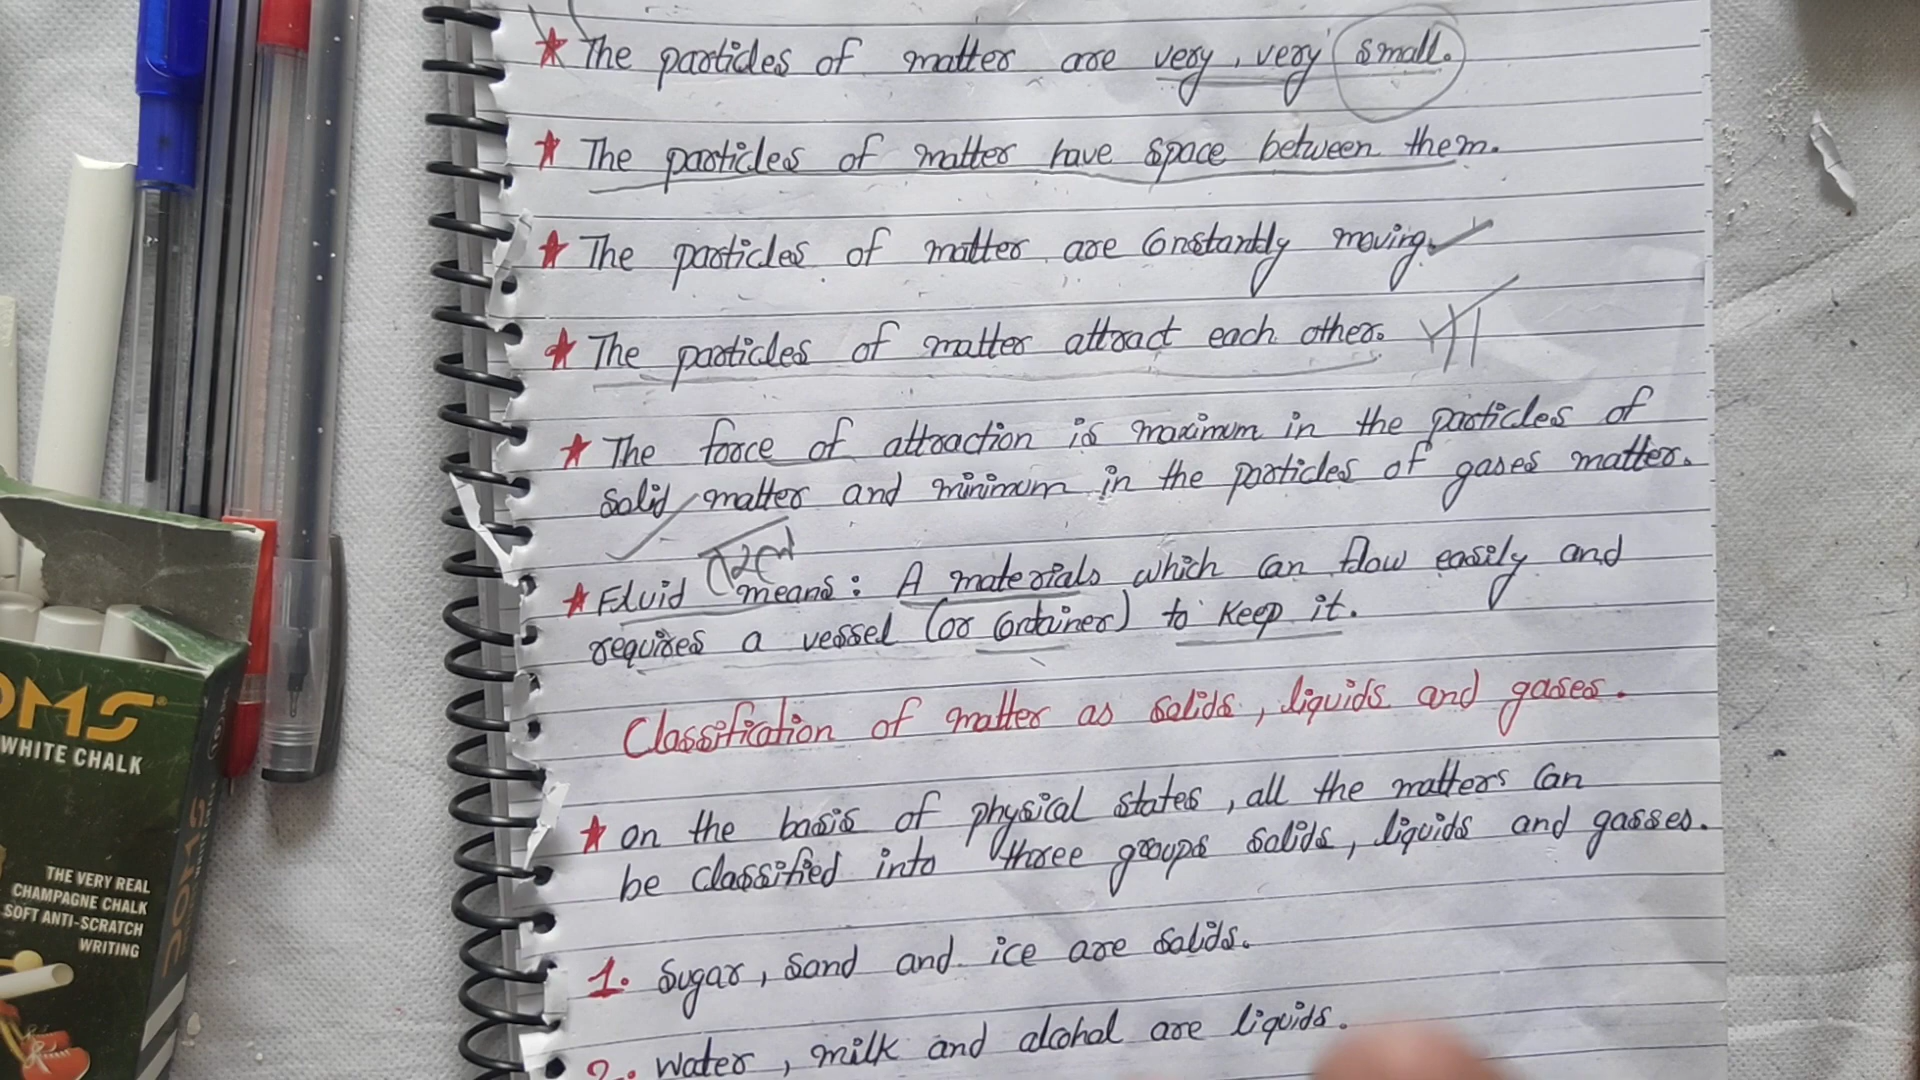 The particles of matter are very, very small.
The particles of matter have space between them.
The particles of matter are constantly moving.
The particles of matter attract each other.
The force of attraction is maximum in the particles of
solid matter and minimum in the particles of gases matter.
Fluid means: A materials which can flow easily and
requires a vessel (or container) to keep it.
Classification of matter as solids, liquids and gases.
on the basis of physical states, all the matters can
be classified into three groups solids, liquids and gasses.
1. Sugar, Sand and ice are solids.
2. Water, milk and alcohal are liquids.
OMS
WHITE CHALK
THE VERY REAL
CHAMPAGNE CHALK
SOFT ANTI-SCRATCH
WRITING